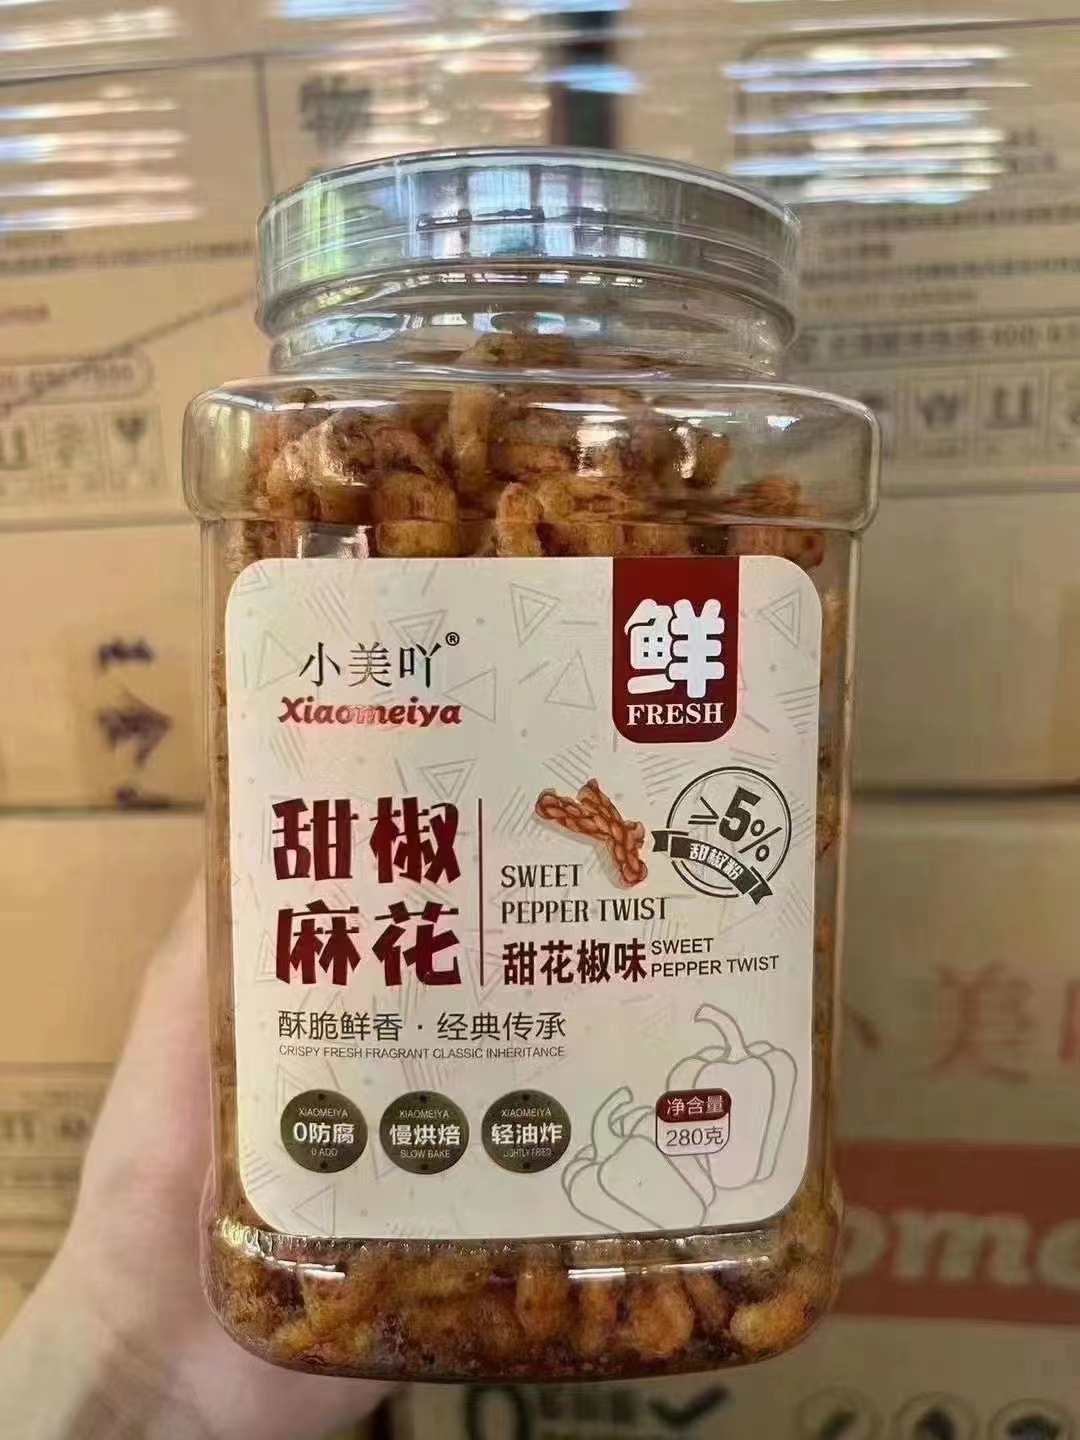 小美吖®
Xiaomeiya
鲜
FRESH
甜椒
麻花
SWEET
PEPPER TWIST
≥5%
甜椒粉
甜花椒味
SWEET
PEPPER TWIST
酥脆鲜香·经典传承
CRISPY FRESH FRAGRANT CLASSIC INHERITANCE
XIAOMEIYA
0防腐
0 ADD
XIAOMEIYA
慢烘焙
SLOW BAKE
XIAOMEIYA
轻油炸
LIGHTLY FRIED
净含量
280克
小美
ome